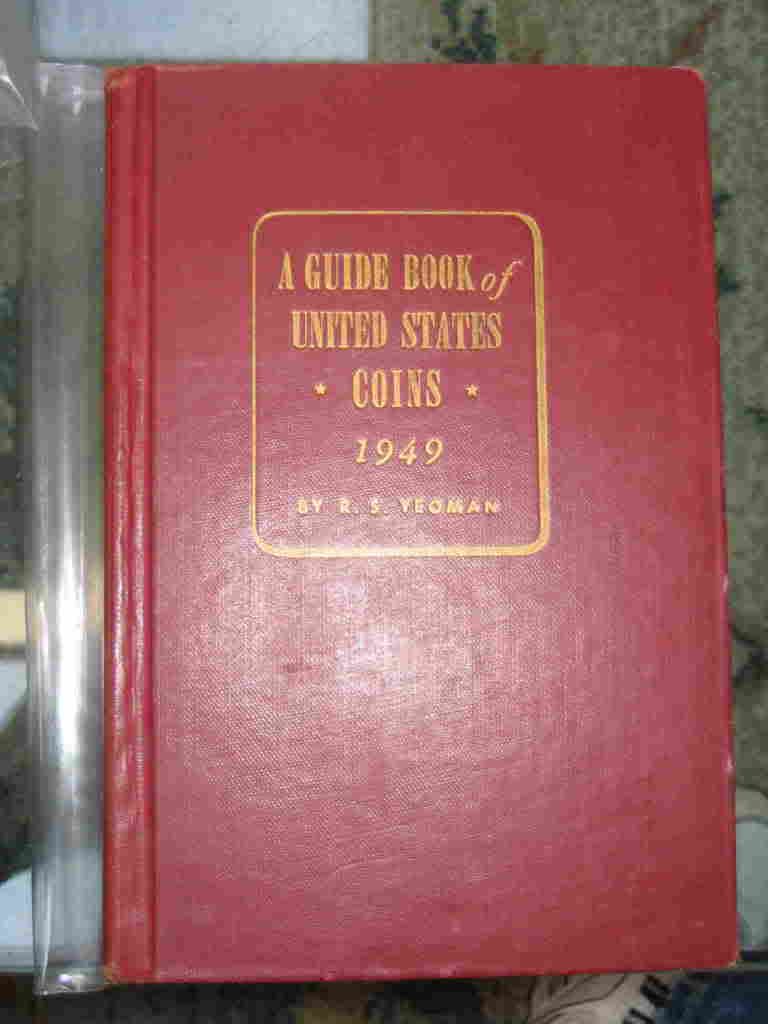 A GUIDE BOOK of
UNITED STATES
★ COINS ★
1949
BY R. S. YEOMAN